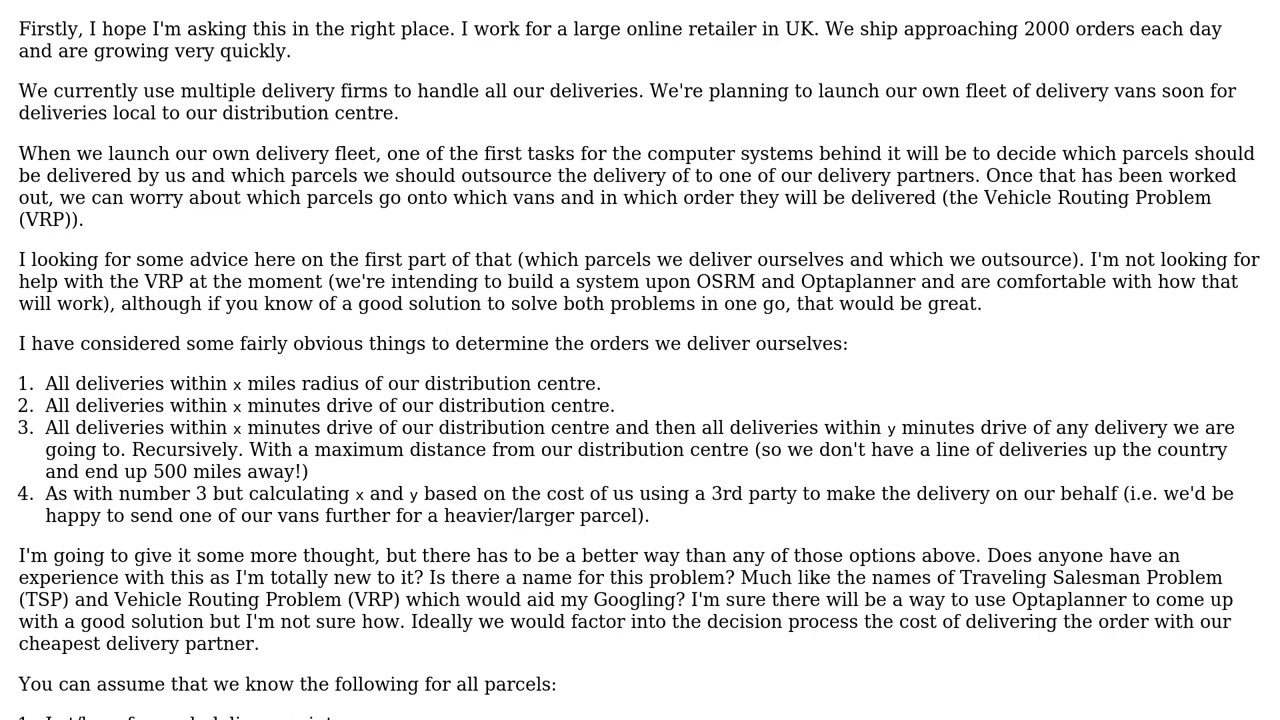 Firstly, I hope I'm asking this in the right place. I work for a large online retailer in UK. We ship approaching 2000 orders each day
and are growing very quickly.
We currently use multiple delivery firms to handle all our deliveries. We're planning to launch our own fleet of delivery vans soon for
deliveries local to our distribution centre.
When we launch our own delivery fleet, one of the first tasks for the computer systems behind it will be to decide which parcels should
be delivered by us and which parcels we should outsource the delivery of to one of our delivery partners. Once that has been worked
out, we can worry about which parcels go onto which vans and in which order they will be delivered (the Vehicle Routing Problem
(VRP)).
I looking for some advice here on the first part of that (which parcels we deliver ourselves and which we outsource). I'm not looking for
help with the VRP at the moment (we're intending to build a system upon OSRM and Optaplanner and are comfortable with how that
will work), although if you know of a good solution to solve both problems in one go, that would be great.
I have considered some fairly obvious things to determine the orders we deliver ourselves:
1. All deliveries within x miles radius of our distribution centre.
2. All deliveries within x minutes drive of our distribution centre.
3. All deliveries within x minutes drive of our distribution centre and then all deliveries within y minutes drive of any delivery we are
going to. Recursively. With a maximum distance from our distribution centre (so we don't have a line of deliveries up the country
and end up 500 miles away!)
4. As with number 3 but calculating x and y based on the cost of us using a 3rd party to make the delivery on our behalf (i.e. we'd be
happy to send one of our vans further for a heavier/larger parcel).
I'm going to give it some more thought, but there has to be a better way than any of those options above. Does anyone have an
experience with this as I'm totally new to it? Is there a name for this problem? Much like the names of Traveling Salesman Problem
(TSP) and Vehicle Routing Problem (VRP) which would aid my Googling? I'm sure there will be a way to use Optaplanner to come up
with a good solution but I'm not sure how. Ideally we would factor into the decision process the cost of delivering the order with our
cheapest delivery partner.
You can assume that we know the following for all parcels: